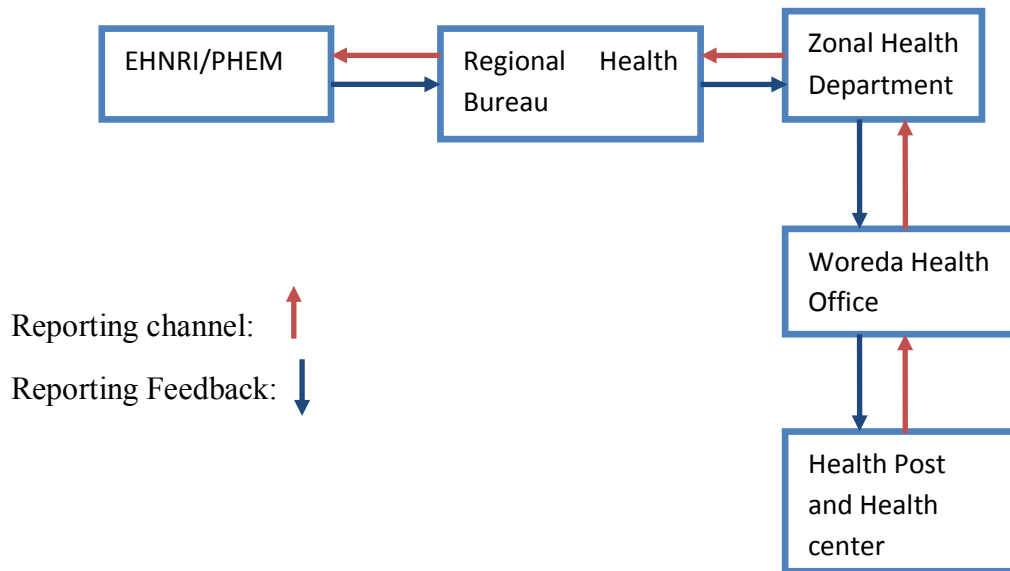 EHNRI/PHEM
Regional Health
Bureau
Zonal Health
Department
Woreda Health
Office
Reporting channel:
Reporting Feedback:
Health Post
and Health
center